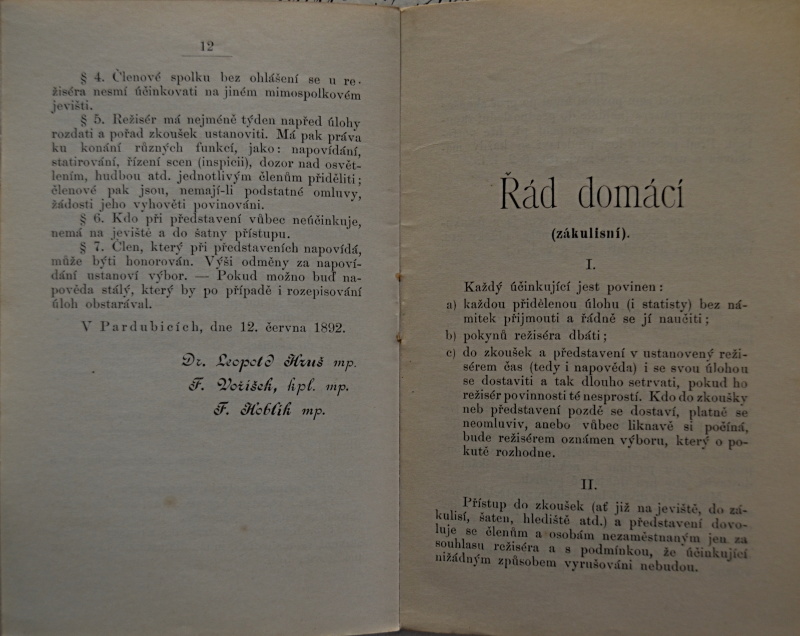 12
§ 4. Členové spolku bez ohlášení se u re-
žiséra nesmí účinkovati na jiném mimospolkovém
jevišti.
§ 5. Režisér má nejméně týden napřed úlohy
rozdati a pořad zkoušek ustanoviti. Má pak práva
ku konání různých funkcí, jako: napovídání,
statirování, řízení scen (inspicii), dozor nad osvět-
lením, hudbou atd. jednotlivým členům přiděliti;
členové pak jsou, nemají-li podstatné omluvy,
žádosti jeho vyhověti povinováni.
§ 6. Kdo při představení vůbec neúčinkuje,
nemá na jeviště a do šatny přístupu.
§ 7. Člen, který při představeních napovídá,
může býti honorován. Výši odměny za napoví-
dání ustanoví výbor. — Pokud možno buď na-
pověda stálý, který by po případě i rozepisování
úloh obstarával.
V Pardubicích, dne 12. června 1892.
Dr. Leopold Hruš mp.
F. Voříšek, kpl. mp.
F. Hoblík mp.
Řád domácí
(zákulisní).
I.
Každý účinkující jest povinen:
a) každou přidělenou úlohu (i statisty) bez ná-
mitek přijmouti a řádně se jí naučiti;
b) pokynů režiséra dbáti;
c) do zkoušek a představení v ustanovený reži-
sérem čas (tedy i napověda) i se svou úlohou
se dostaviti a tak dlouho setrvati, pokud ho
režisér povinnosti té nesprostí. Kdo do zkoušky
neb představení pozdě se dostaví, platně se
neomluviv, anebo vůbec liknavě si počíná,
bude režisérem oznámen výboru, který o po-
kutě rozhodne.
II.
Přístup do zkoušek (ať již na jeviště, do zá-
kulisí, šaten, hlediště atd.) a představení dovo-
luje se členům a osobám nezaměstnaným jen za
souhlasu režiséra a s podmínkou, že účinkující
nižádným způsobem vyrušováni nebudou.